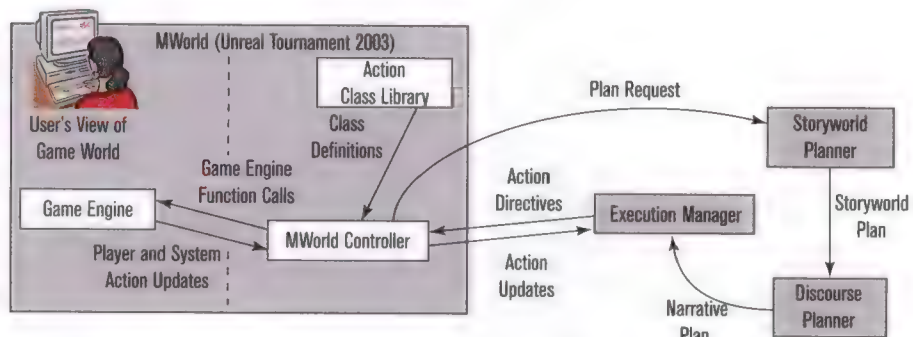 MWorld (Unreal Tournament 2003)
Action
Class Library
User's View of
Game World
Class
Definitions
Plan Request
Storyworld
Planner
Game Engine
Function Calls
Action
Directives
Game Engine
MWorld Controller
Execution Manager
Storyworld
Plan
Player and System
Action Updates
Action
Updates
Narrative
Plan
Discourse
Planner